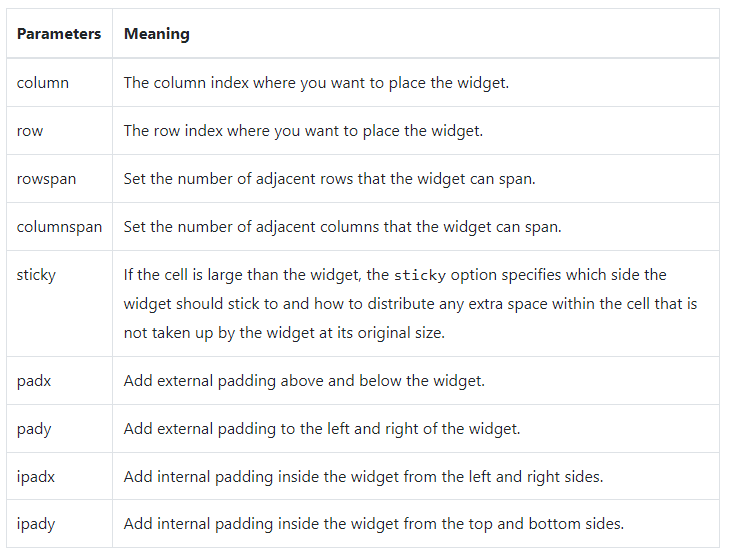 Parameters Meaning
column The column index where you want to place the widget.
row The row index where you want to place the widget.
rowspan Set the number of adjacent rows that the widget can span.
columnspan Set the number of adjacent columns that the widget can span.
sticky If the cell is large than the widget, the sticky option specifies which side the
widget should stick to and how to distribute any extra space within the cell that is
not taken up by the widget at its original size.
padx Add external padding above and below the widget.
pady Add external padding to the left and right of the widget.
ipadx Add internal padding inside the widget from the left and right sides.
ipady Add internal padding inside the widget from the top and bottom sides.